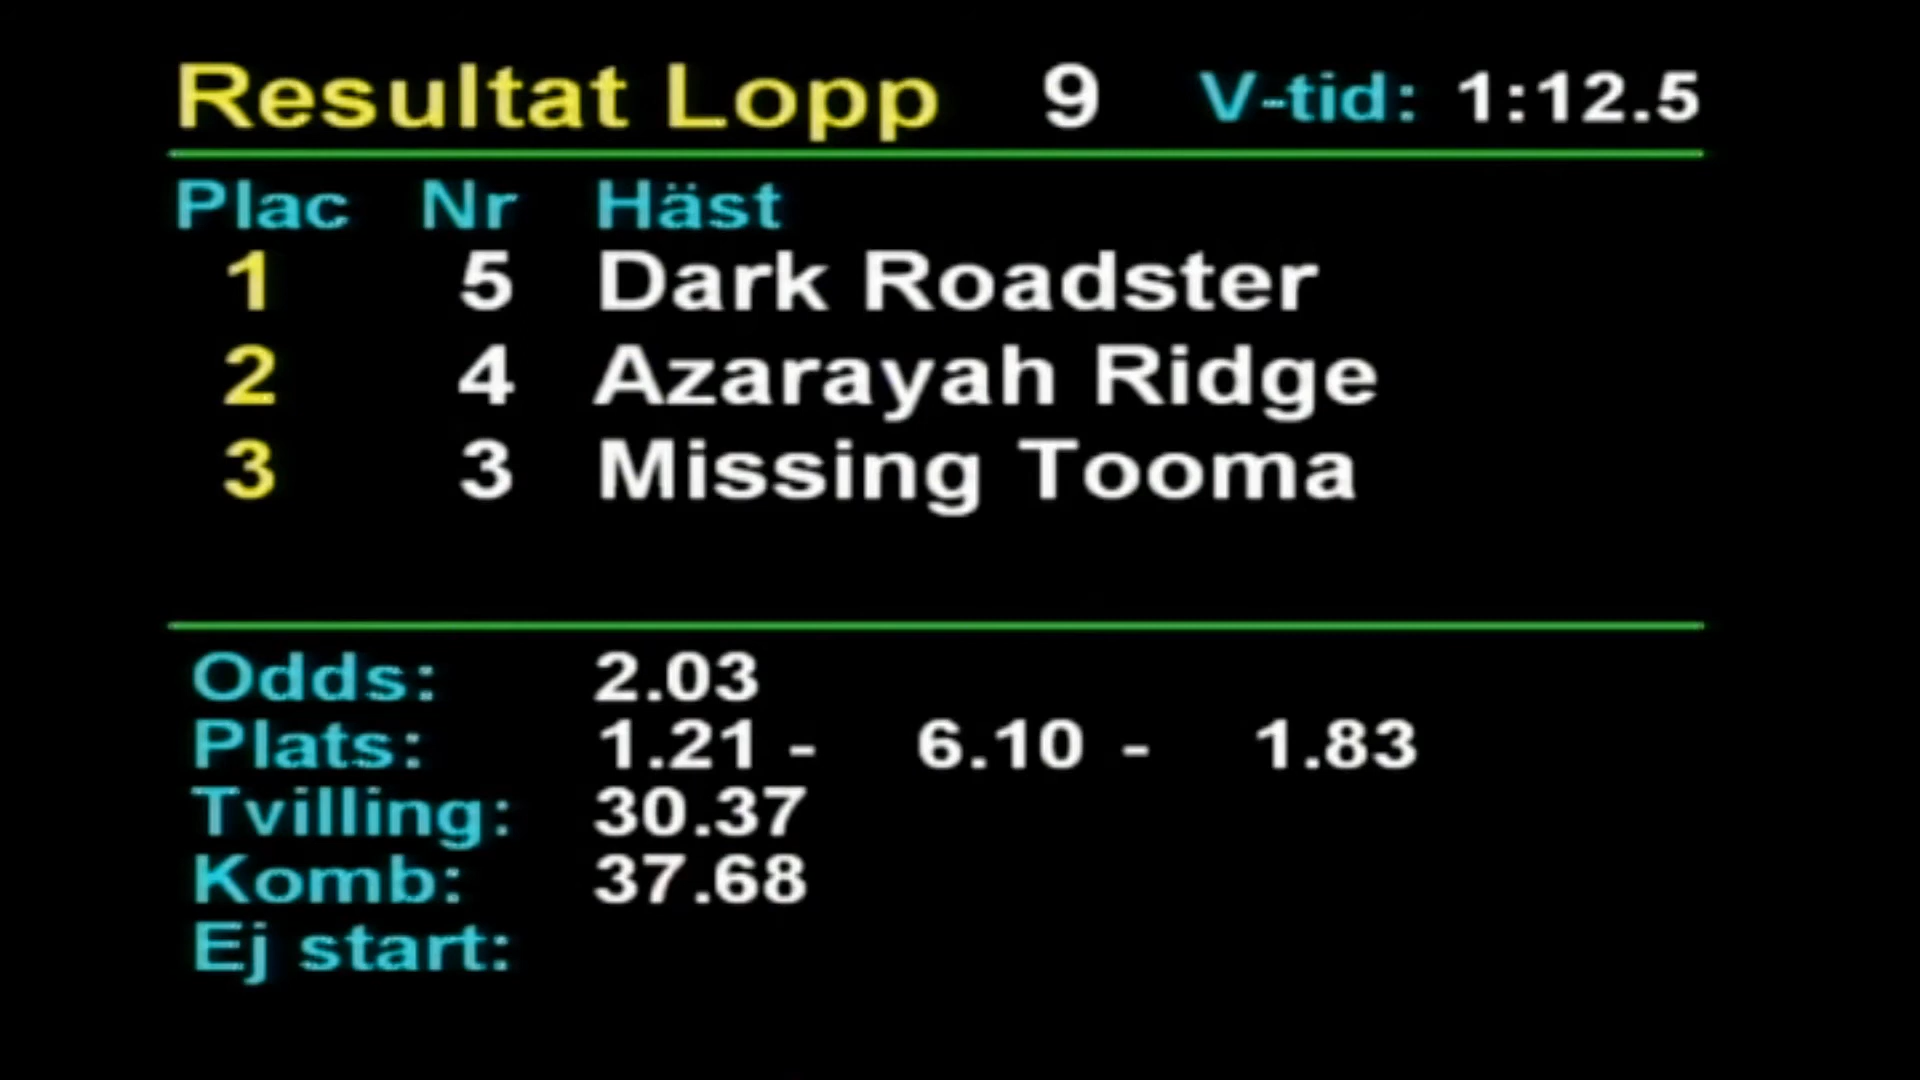 Resultat Lopp 9 V-tid: 1:12.5
Plac Nr Häst
1 5 Dark Roadster
2 4 Azarayah Ridge
3 3 Missing Tooma
Odds: 2.03
Plats: 1.21 - 6.10 - 1.83
Tvilling: 30.37
Komb: 37.68
Ej start: